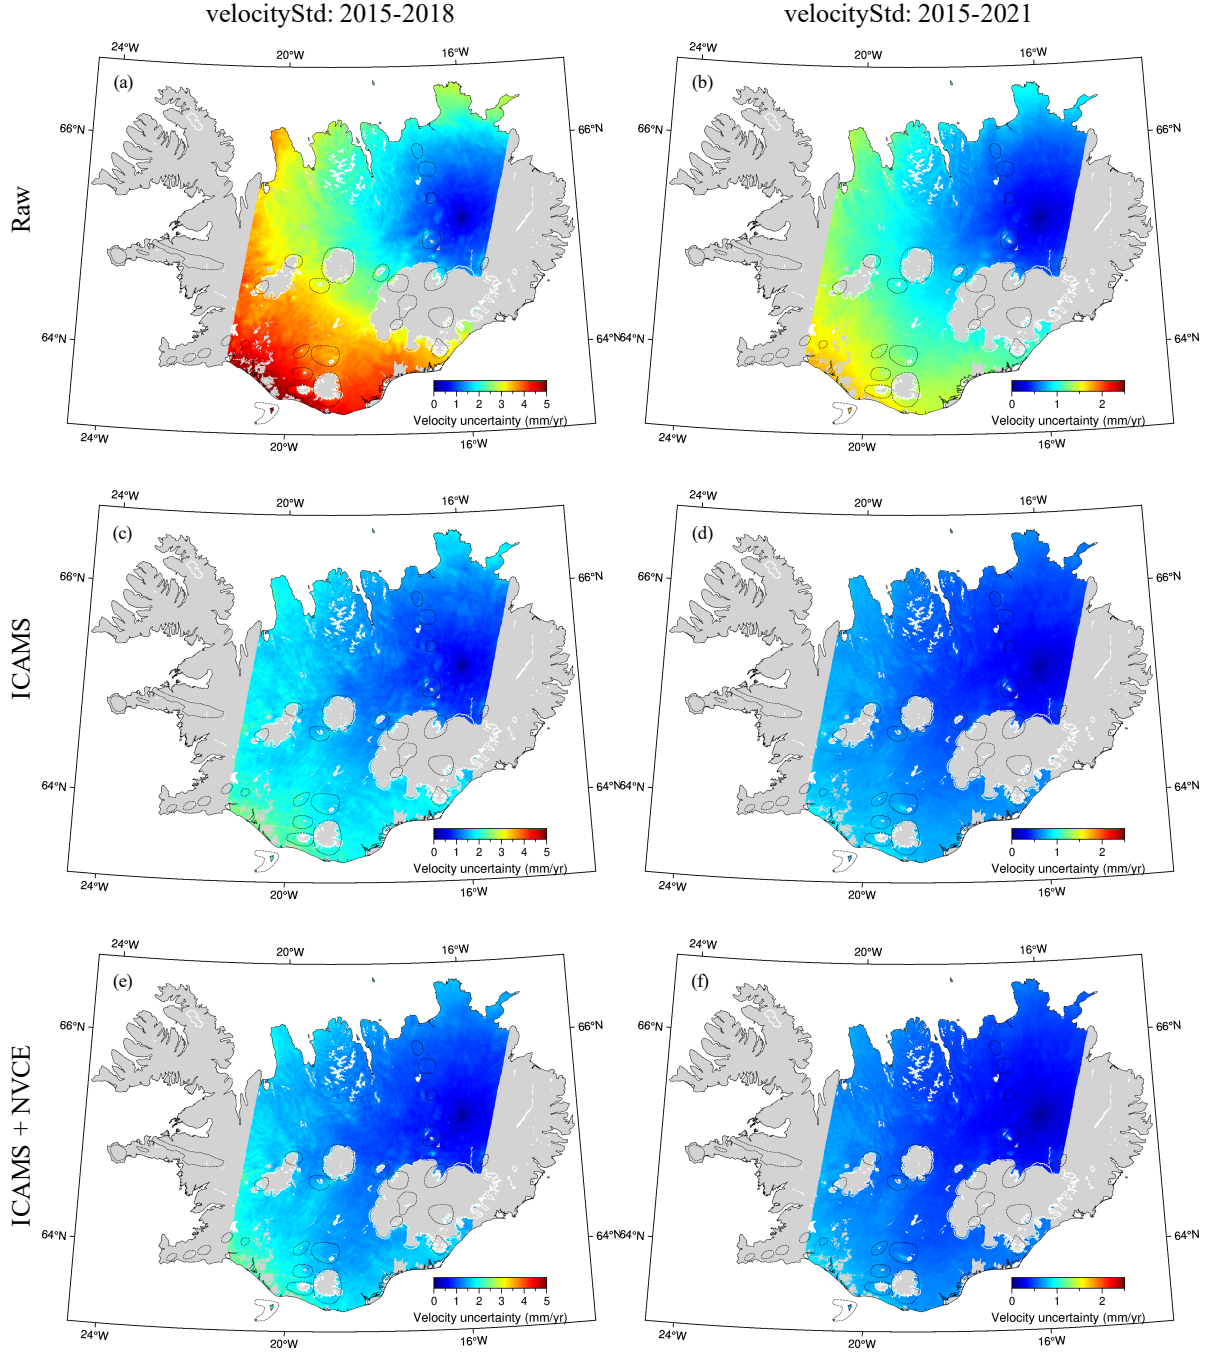 velocityStd: 2015-2018
velocityStd: 2015-2021
24°W 20°W 16°W
24°W 20°W 16°W
(a)
(b)
66°N 66°N 66°N
Raw
64°N 64°N 64°N 64°N
0 1 2 3 4 5
Velocity uncertainty (mm/yr)
0 1 2
Velocity uncertainty (mm/yr)
24°W 20°W 16°W
20°W 16°W
24°W 20°W 16°W
24°W 20°W 16°W
(c)
(d)
66°N 66°N 66°N
ICAMS
64°N 64°N 64°N 64°N
0 1 2 3 4 5
Velocity uncertainty (mm/yr)
0 1 2
Velocity uncertainty (mm/yr)
24°W 20°W 16°W
20°W 16°W
24°W 20°W 16°W
24°W 20°W 16°W
(e)
(f)
66°N 66°N 66°N
ICAMS + NVCE
64°N 64°N 64°N 64°N
0 1 2 3 4 5
Velocity uncertainty (mm/yr)
0 1 2
Velocity uncertainty (mm/yr)
24°W 20°W 16°W
20°W 16°W